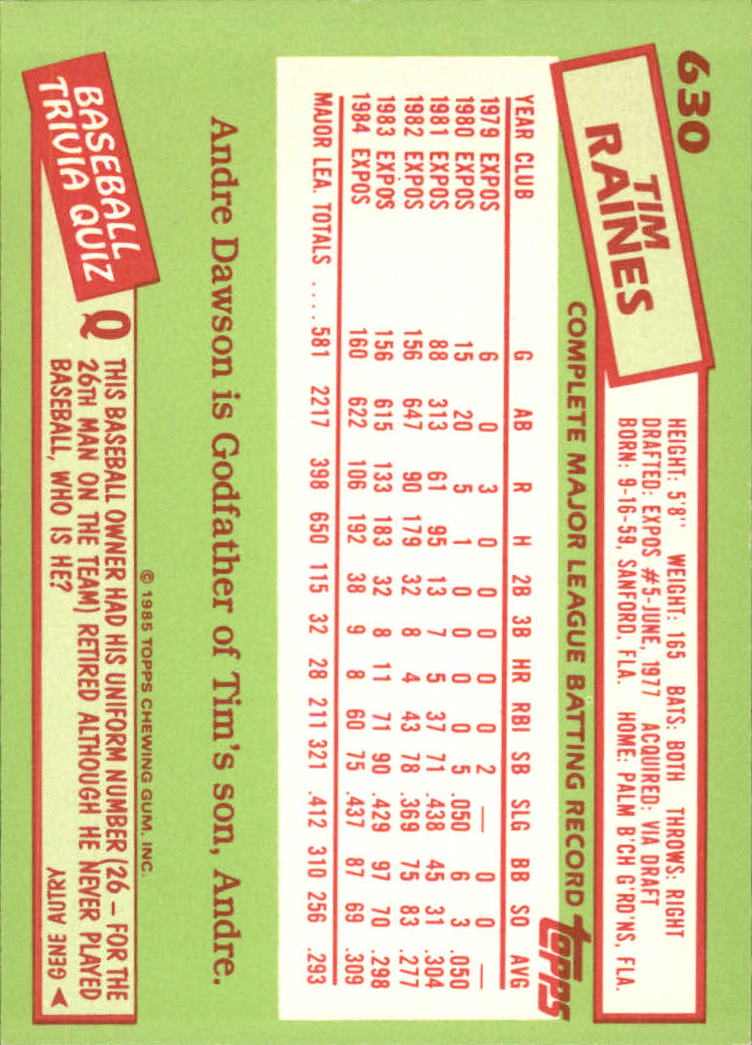 630
TIM
RAINES
HEIGHT: 5'8" WEIGHT: 165 BATS: BOTH THROWS: RIGHT
DRAFTED: EXPOS #5-JUNE, 1977 ACQUIRED: VIA DRAFT
BORN: 9-16-59, SANFORD, FLA. HOME: PALM B'CH G'RD'NS, FLA.
COMPLETE MAJOR LEAGUE BATTING RECORD
topps
YEAR CLUB G AB R H 2B 3B HR RBI SB SLG BB SO AVG
1979 EXPOS 6 0 3 0 0 0 0 0 2 — 0 0 —
1980 EXPOS 15 20 5 1 0 0 0 0 5 .050 6 3 .050
1981 EXPOS 88 313 61 95 13 7 5 37 71 .438 45 31 .304
1982 EXPOS 156 647 90 179 32 8 4 43 78 .369 75 83 .277
1983 EXPOS 156 615 133 183 32 8 11 71 90 .429 97 70 .298
1984 EXPOS 160 622 106 192 38 9 8 60 75 .437 87 69 .309
MAJOR LEA. TOTALS .... 581 2217 398 650 115 32 28 211 321 .412 310 256 .293
Andre Dawson is Godfather of Tim's son, Andre.
© 1985 TOPPS CHEWING GUM, INC.
BASEBALL
TRIVIA QUIZ
Q THIS BASEBALL OWNER HAD HIS UNIFORM NUMBER (26 – FOR THE
26TH MAN ON THE TEAM) RETIRED ALTHOUGH HE NEVER PLAYED
BASEBALL, WHO IS HE?
GENE AUTRY